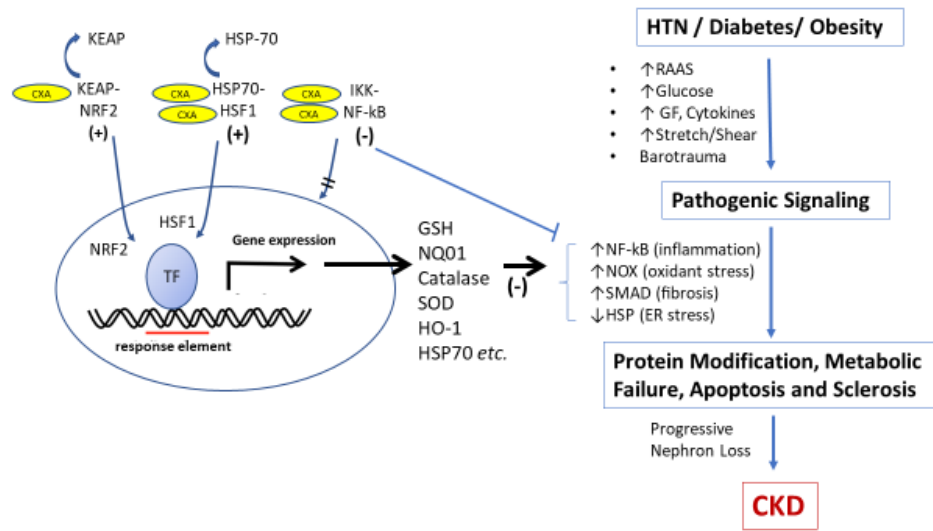 KEAP
HSP-70
HTN / Diabetes/ Obesity
CXA
KEAP-
NRF2
(+)
CXA
CXA
HSP70-
HSF1
(+)
CXA
CXA
IKK-
NF-kB
(-)
• ↑RAAS
• ↑Glucose
• ↑ GF, Cytokines
• ↑Stretch/Shear
• Barotrauma
Pathogenic Signaling
HSF1
NRF2
TF
Gene expression
response element
GSH
NQ01
Catalase
SOD
HO-1
HSP70 etc.
(-)
↑NF-kB (inflammation)
↑NOX (oxidant stress)
↑SMAD (fibrosis)
↓HSP (ER stress)
Protein Modification, Metabolic
Failure, Apoptosis and Sclerosis
Progressive
Nephron Loss
CKD